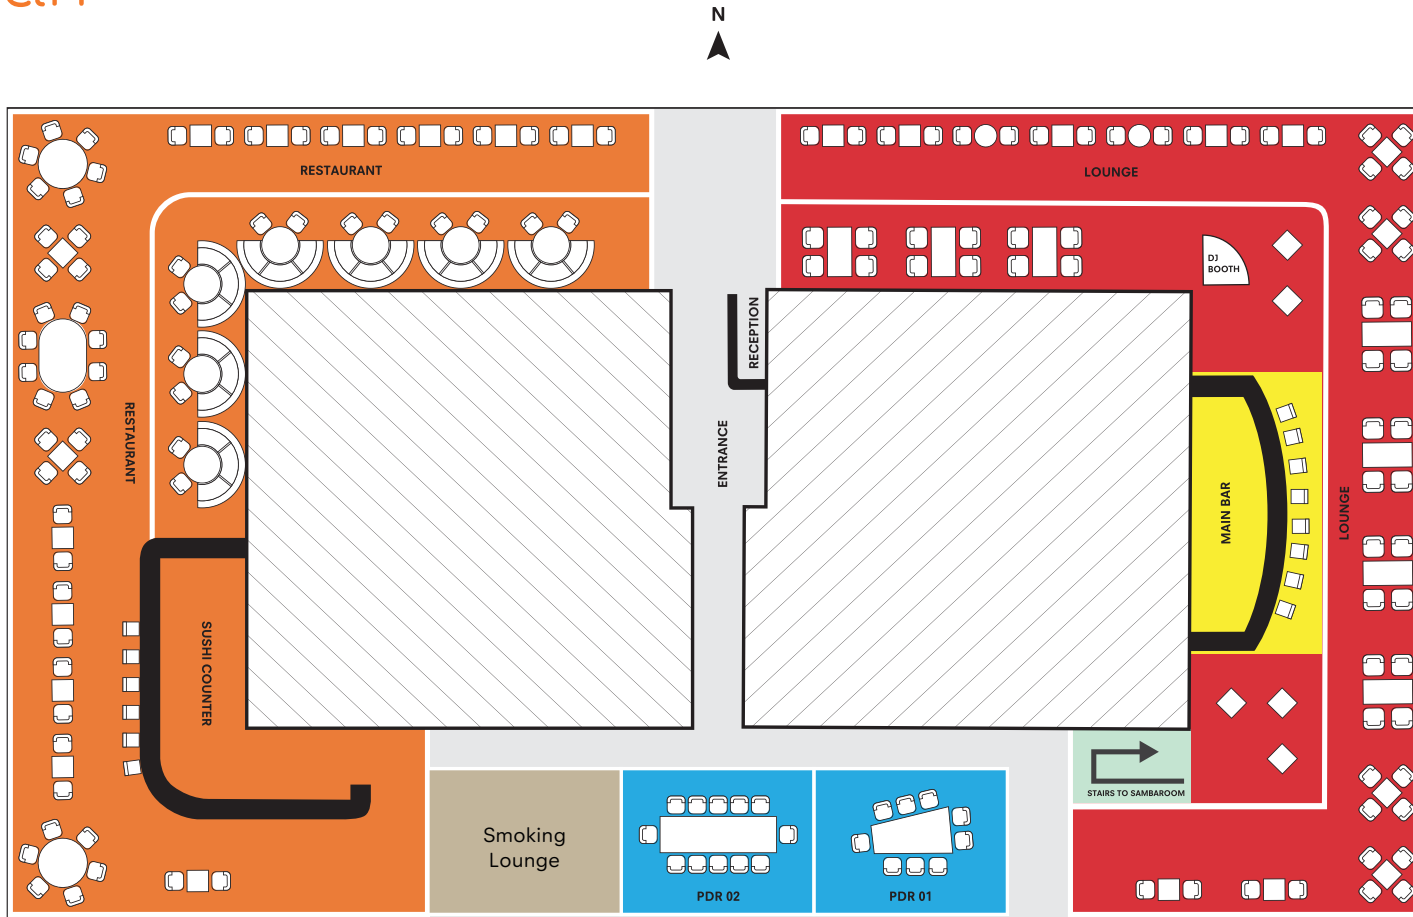 N
RESTAURANT
LOUNGE
DJ
BOOTH
RECEPTION
ENTRANCE
RESTAURANT
MAIN BAR
LOUNGE
SUSHI COUNTER
STAIRS TO SAMBAROOM
Smoking
Lounge
PDR 02
PDR 01